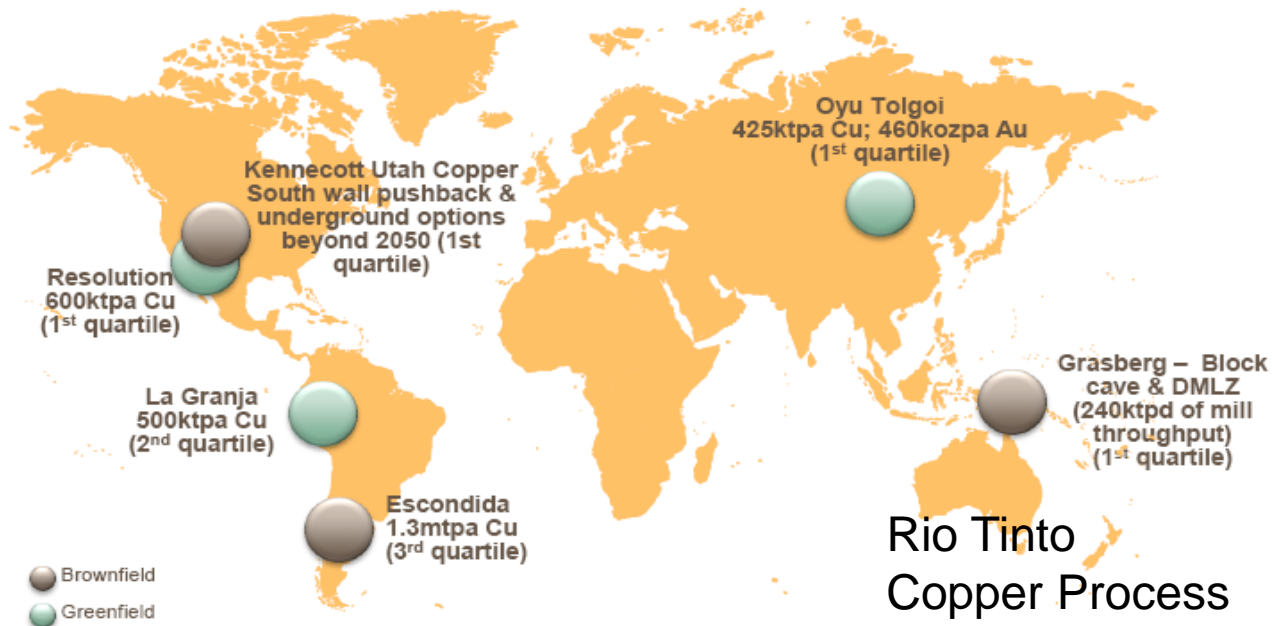 Oyu Tolgoi
425ktpa Cu; 460kozpa Au
(1st quartile)
Kennecott Utah Copper
South wall pushback &
underground options
beyond 2050 (1st
quartile)
Resolution
600ktpa Cu
(1st quartile)
La Granja
500ktpa Cu
(2nd quartile)
Escondida
1.3mtpa Cu
(3rd quartile)
Grasberg – Block
cave & DMLZ
(240ktpd of mill
throughput)
(1st quartile)
Brownfield
Greenfield
Rio Tinto
Copper Process